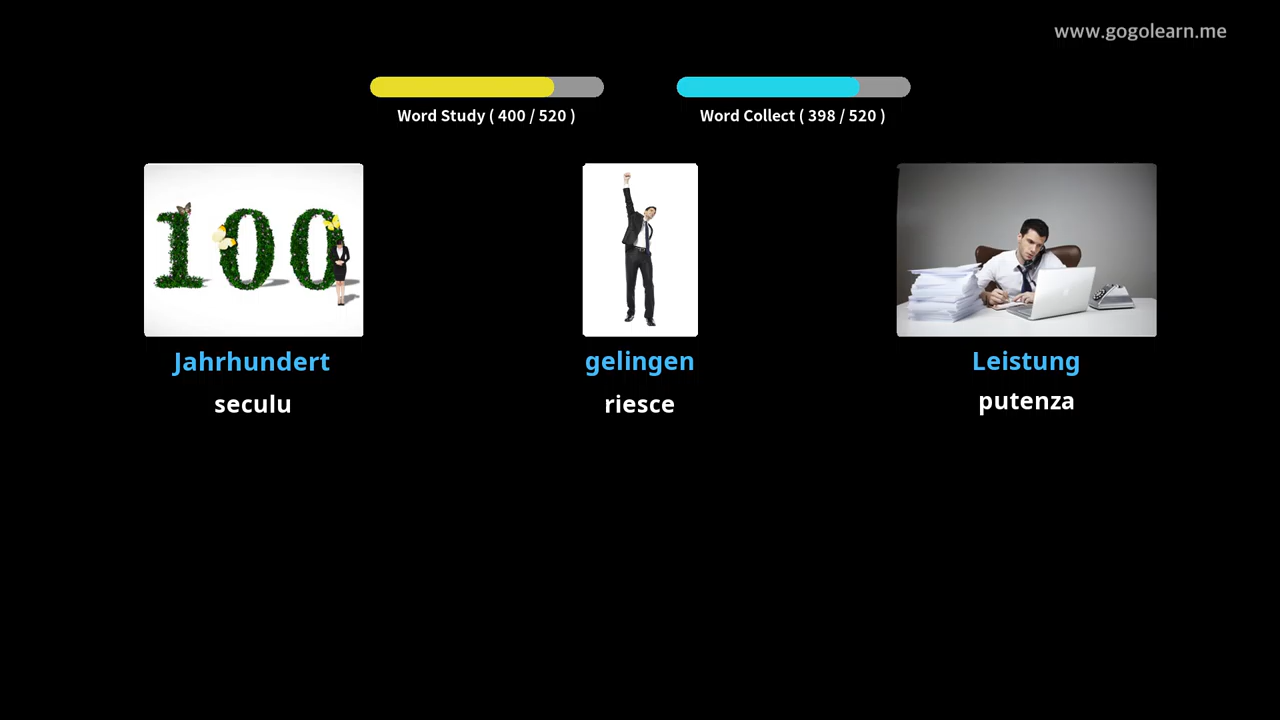 www.gogolearn.me
Word Study ( 400 / 520 )
Word Collect ( 398 / 520 )
100
Jahrhundert
gelingen
Leistung
seculu
riesce
putenza